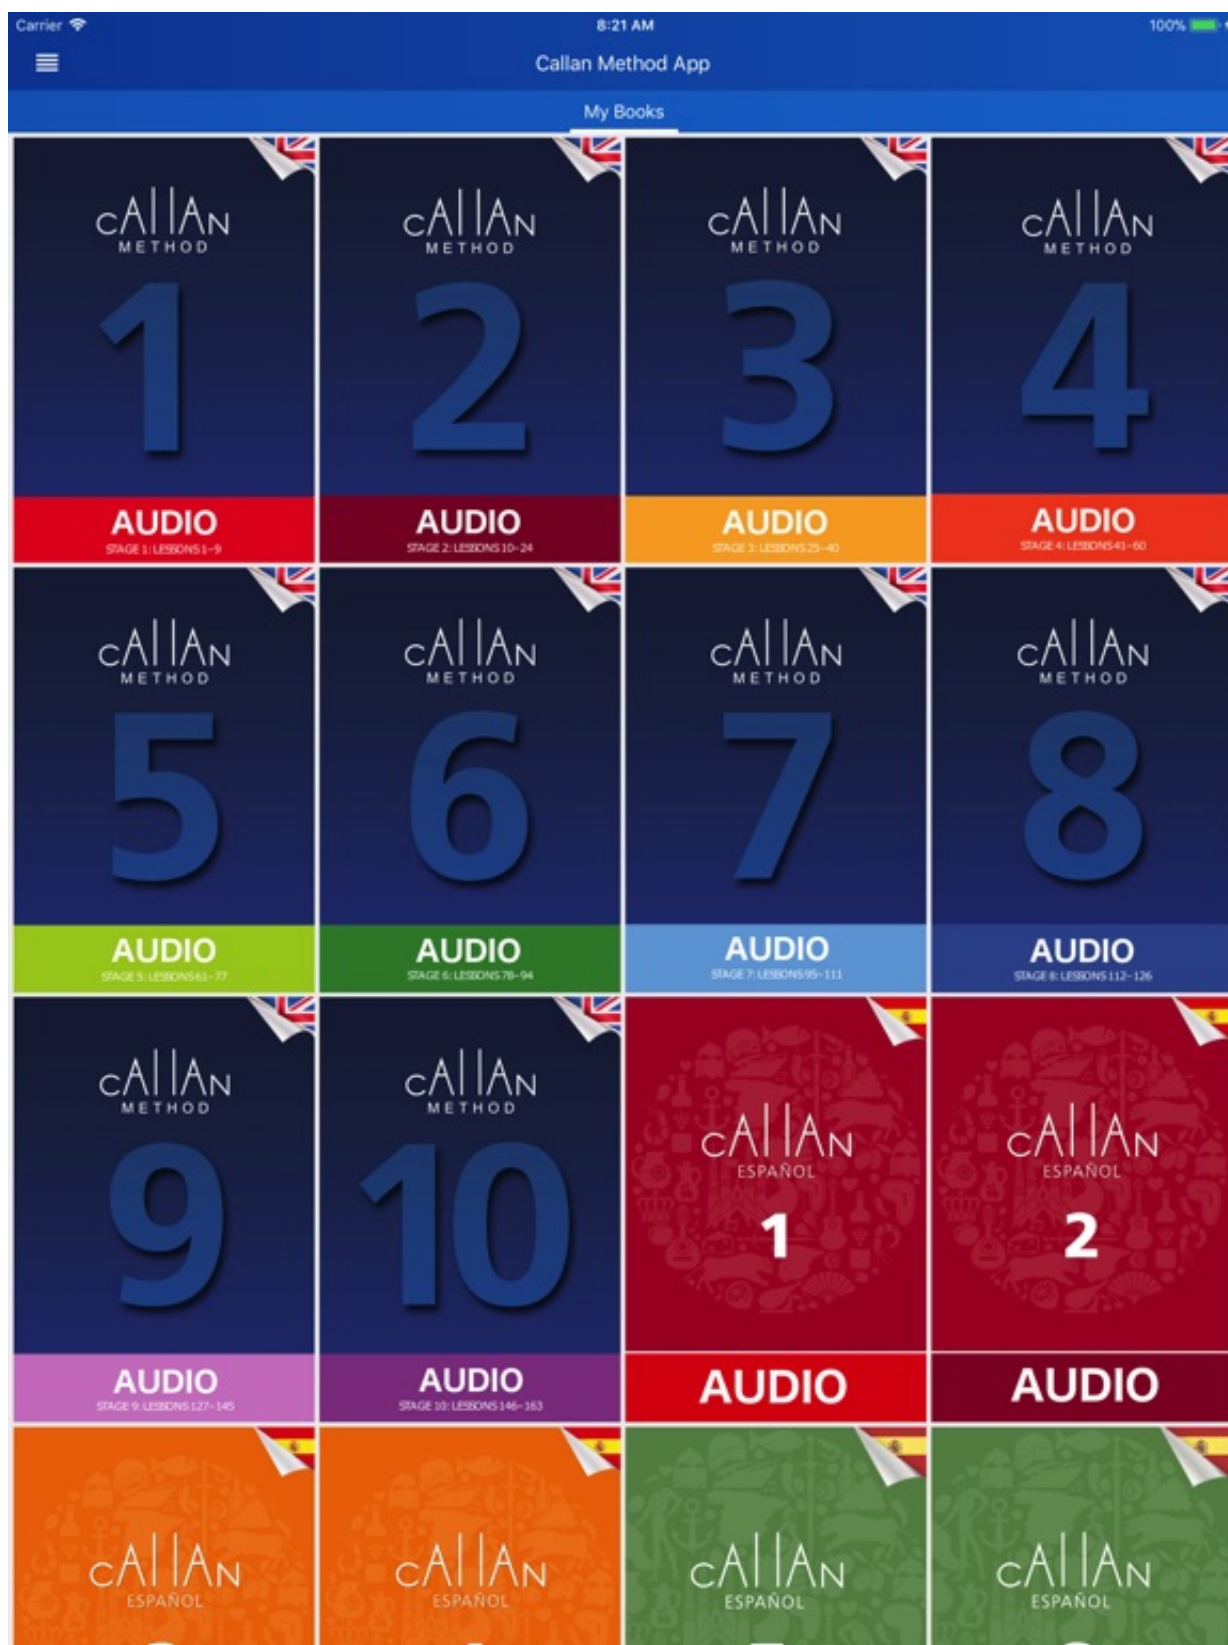 Carrier
8:21 AM
100%
Callan Method App
My Books
CAllAN
METHOD
1
AUDIO
STAGE 1: LESSONS 1-9
CAllAN
METHOD
2
AUDIO
STAGE 2: LESSONS 10-24
CAllAN
METHOD
3
AUDIO
STAGE 3: LESSONS 25-40
CAllAN
METHOD
4
AUDIO
STAGE 4: LESSONS 41-60
CAllAN
METHOD
5
AUDIO
STAGE 5: LESSONS 61-77
CAllAN
METHOD
6
AUDIO
STAGE 6: LESSONS 78-94
CAllAN
METHOD
7
AUDIO
STAGE 7: LESSONS 95-111
CAllAN
METHOD
8
AUDIO
STAGE 8: LESSONS 112-126
CAllAN
METHOD
9
AUDIO
STAGE 9: LESSONS 127-145
CAllAN
METHOD
10
AUDIO
STAGE 10: LESSONS 146-163
CAllAN
ESPAÑOL
1
AUDIO
CAllAN
ESPAÑOL
2
AUDIO
CAllAN
ESPAÑOL
CAllAN
ESPAÑOL
CAllAN
ESPAÑOL
CAllAN
ESPAÑOL